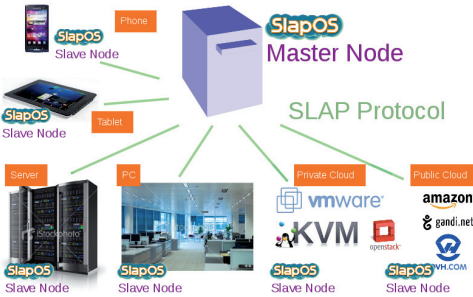 Phone
SlapOS
Slave Node
SlapOS
Master Node
SlapOS
Slave Node
Tablet
SLAP Protocol
Server
PC
Private Cloud
Public Cloud
vmware
amazon
gandi.net
KVM
openstack
OVH.COM
iStockphoto
SlapOS
Slave Node
SlapOS
Slave Node
SlapOS
Slave Node
SlapOS
Slave Node